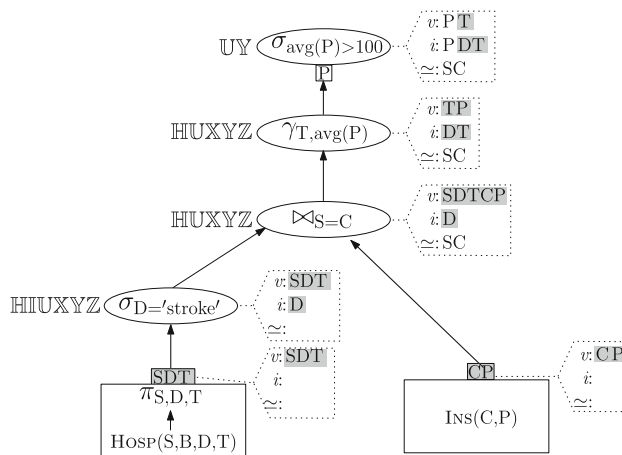 UY σavg(P)>100 v: P T
i: P DT
≃: SC
P
HUXYZ γT,avg(P) v: TP
i: DT
≃: SC
HUXYZ ⋈S=C v: SDTCP
i: D
≃: SC
HIUXYZ σD='stroke' v: SDT
i: D
≃:
SDT v: SDT
i:
≃:
πS,D,T
HOSP(S,B,D,T)
CP v: CP
i:
≃:
INS(C,P)